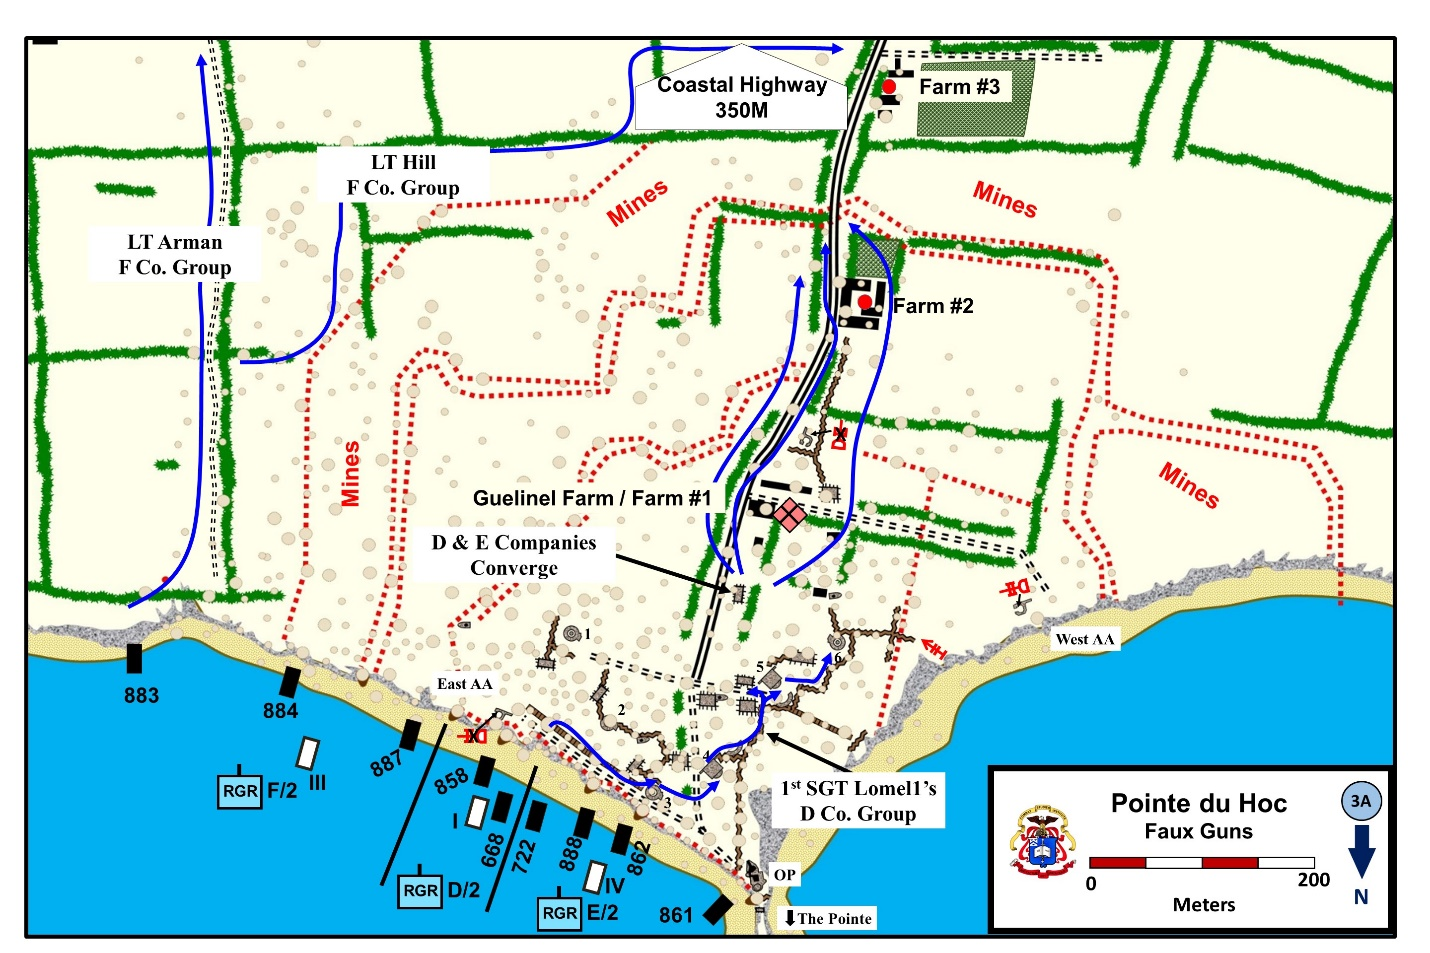 Coastal Highway
350M
Farm #3
LT Hill
F Co. Group
Mines
Mines
LT Arman
F Co. Group
Farm #2
Mines
Mines
Guelinel Farm / Farm #1
D & E Companies
Converge
1
West AA
5
6
East AA
2
4
3
883
884
887
858
III
RGR F/2
I
668
722
888
862
IV
RGR D/2
RGR E/2
861
1st SGT Lomel1's
D Co. Group
OP
The Pointe
Pointe du Hoc
Faux Guns
0 200
Meters
3A
N